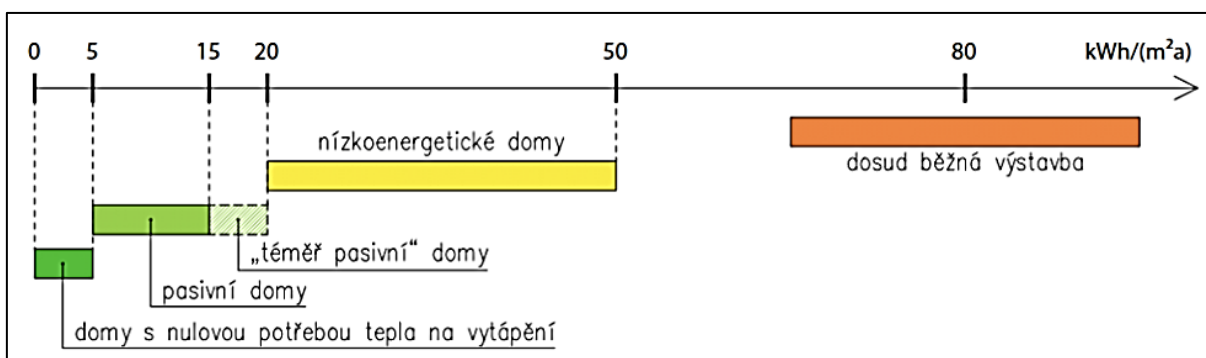 0 5 15 20 50 80 kWh/(m²a)
nízkoenergetické domy
dosud běžná výstavba
„téměř pasivní“ domy
pasivní domy
domy s nulovou potřebou tepla na vytápění